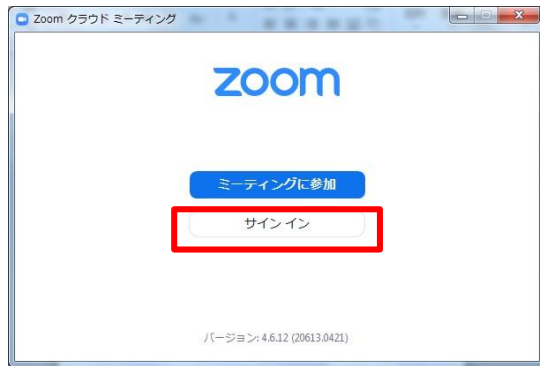 Zoom クラウド ミーティング
zoom
ミーティングに参加
サイン イン
バージョン: 4.6.12 (20613.0421)